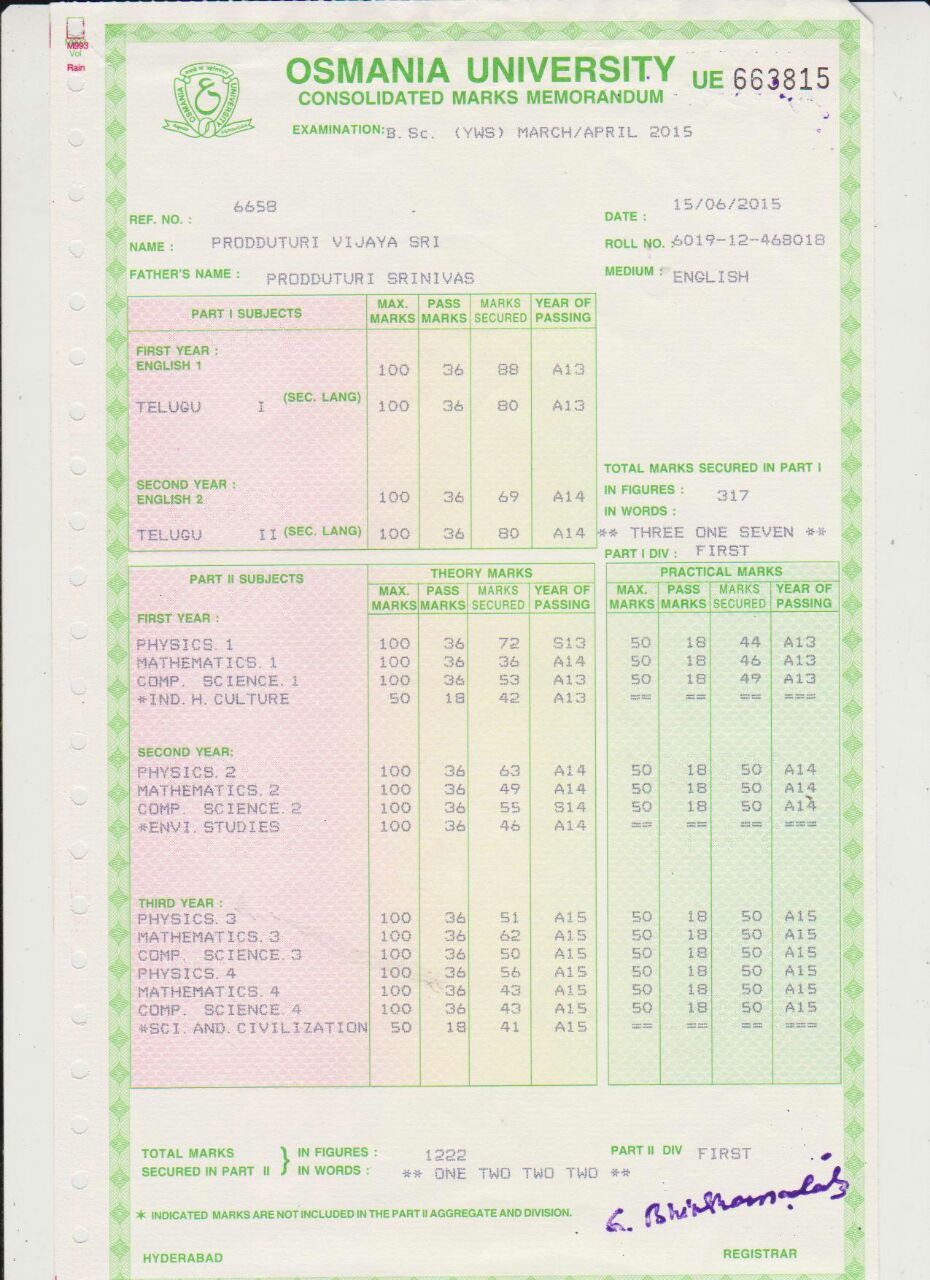 M993
Vol
Rain
OSMANIA UNIVERSITY
UE 663815
CONSOLIDATED MARKS MEMORANDUM
EXAMINATION: B.Sc. (YWS) MARCH/APRIL 2015
OSMANIA UNIVERSITY
REF. NO. : 6658
DATE : 15/06/2015
NAME : PRODDUTURI VIJAYA SRI
ROLL NO. : 6019-12-468018
FATHER'S NAME : PRODDUTURI SRINIVAS
MEDIUM : ENGLISH
PART I SUBJECTS MAX. MARKS PASS MARKS MARKS SECURED YEAR OF PASSING
FIRST YEAR :
ENGLISH 1 100 36 88 A13
TELUGU I (SEC. LANG) 100 36 80 A13
SECOND YEAR :
ENGLISH 2 100 36 69 A14
TELUGU II (SEC. LANG) 100 36 80 A14
TOTAL MARKS SECURED IN PART I
IN FIGURES : 317
IN WORDS :
** THREE ONE SEVEN **
PART I DIV : FIRST
PART II SUBJECTS THEORY MARKS PRACTICAL MARKS
MAX. MARKS PASS MARKS MARKS SECURED YEAR OF PASSING MAX. MARKS PASS MARKS MARKS SECURED YEAR OF PASSING
FIRST YEAR :
PHYSICS. 1 100 36 72 S13 50 18 44 A13
MATHEMATICS. 1 100 36 36 A14 50 18 46 A13
COMP. SCIENCE. 1 100 36 53 A13 50 18 49 A13
*IND. H. CULTURE 50 18 42 A13 == == == ===
SECOND YEAR:
PHYSICS. 2 100 36 63 A14 50 18 50 A14
MATHEMATICS. 2 100 36 49 A14 50 18 50 A14
COMP. SCIENCE. 2 100 36 55 S14 50 18 50 A14
*ENVI. STUDIES 100 36 46 A14 == == == ===
THIRD YEAR :
PHYSICS. 3 100 36 51 A15 50 18 50 A15
MATHEMATICS. 3 100 36 62 A15 50 18 50 A15
COMP. SCIENCE. 3 100 36 50 A15 50 18 50 A15
PHYSICS. 4 100 36 56 A15 50 18 50 A15
MATHEMATICS. 4 100 36 43 A15 50 18 50 A15
COMP. SCIENCE. 4 100 36 43 A15 50 18 50 A15
*SCI. AND. CIVILIZATION 50 18 41 A15 == == == ===
TOTAL MARKS } IN FIGURES : 1222 PART II DIV FIRST
SECURED IN PART II } IN WORDS : ** ONE TWO TWO TWO **
* INDICATED MARKS ARE NOT INCLUDED IN THE PART II AGGREGATE AND DIVISION.
HYDERABAD
REGISTRAR